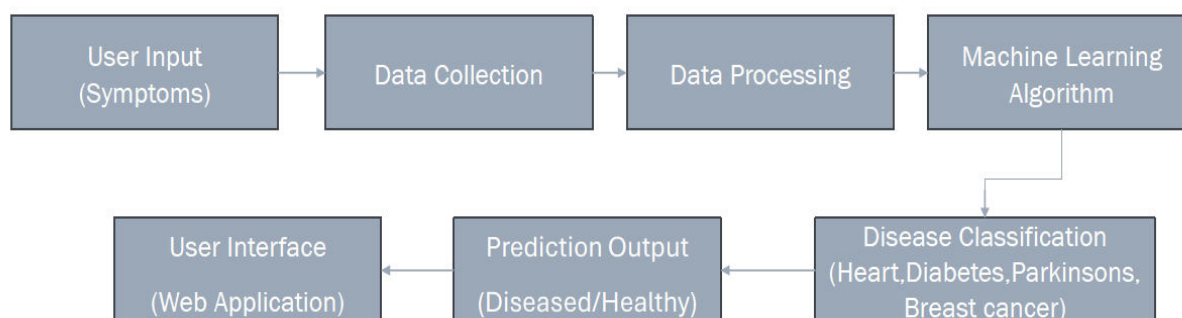 User Input
(Symptoms)
Data Collection
Data Processing
Machine Learning
Algorithm
User Interface
(Web Application)
Prediction Output
(Diseased/Healthy)
Disease Classification
(Heart,Diabetes,Parkinsons,
Breast cancer)